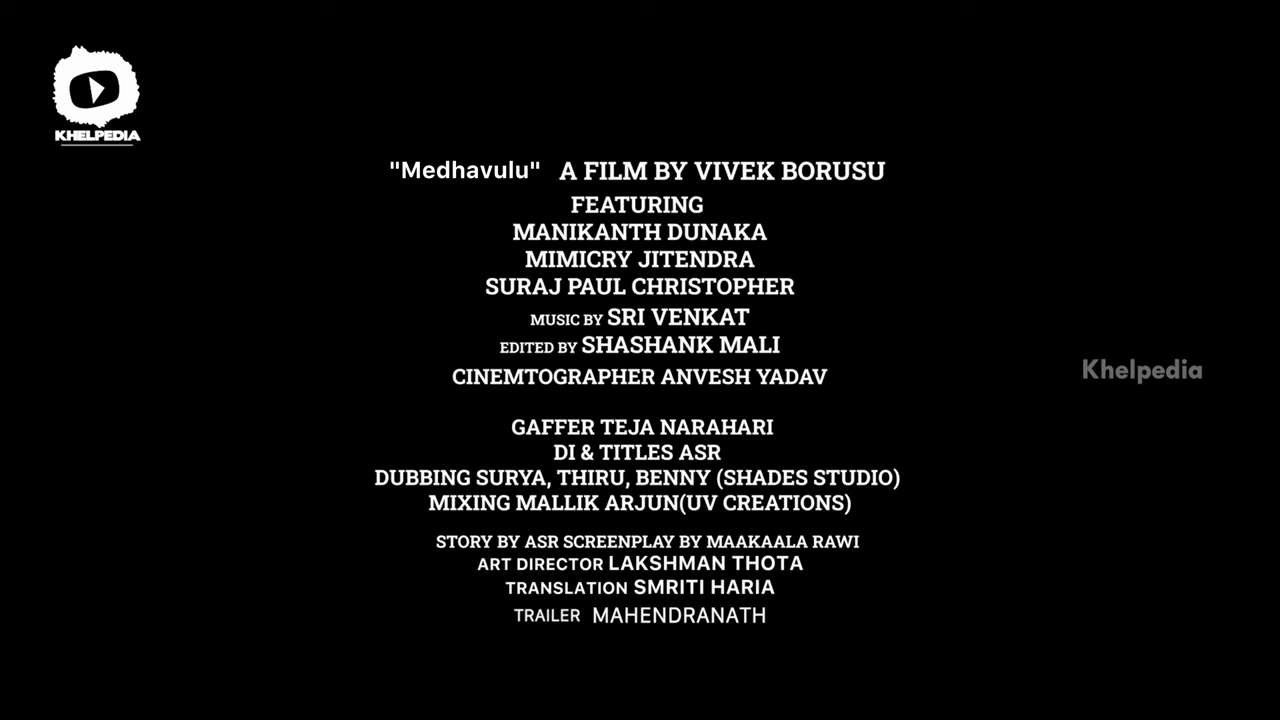 KHELPEDIA
"Medhavulu" A FILM BY VIVEK BORUSU
FEATURING
MANIKANTH DUNAKA
MIMICRY JITENDRA
SURAJ PAUL CHRISTOPHER
MUSIC BY SRI VENKAT
EDITED BY SHASHANK MALI
CINEMTOGRAPHER ANVESH YADAV
Khelpedia
GAFFER TEJA NARAHARI
DI & TITLES ASR
DUBBING SURYA, THIRU, BENNY (SHADES STUDIO)
MIXING MALLIK ARJUN(UV CREATIONS)
STORY BY ASR SCREENPLAY BY MAAKAALA RAWI
ART DIRECTOR LAKSHMAN THOTA
TRANSLATION SMRITI HARIA
TRAILER MAHENDRANATH